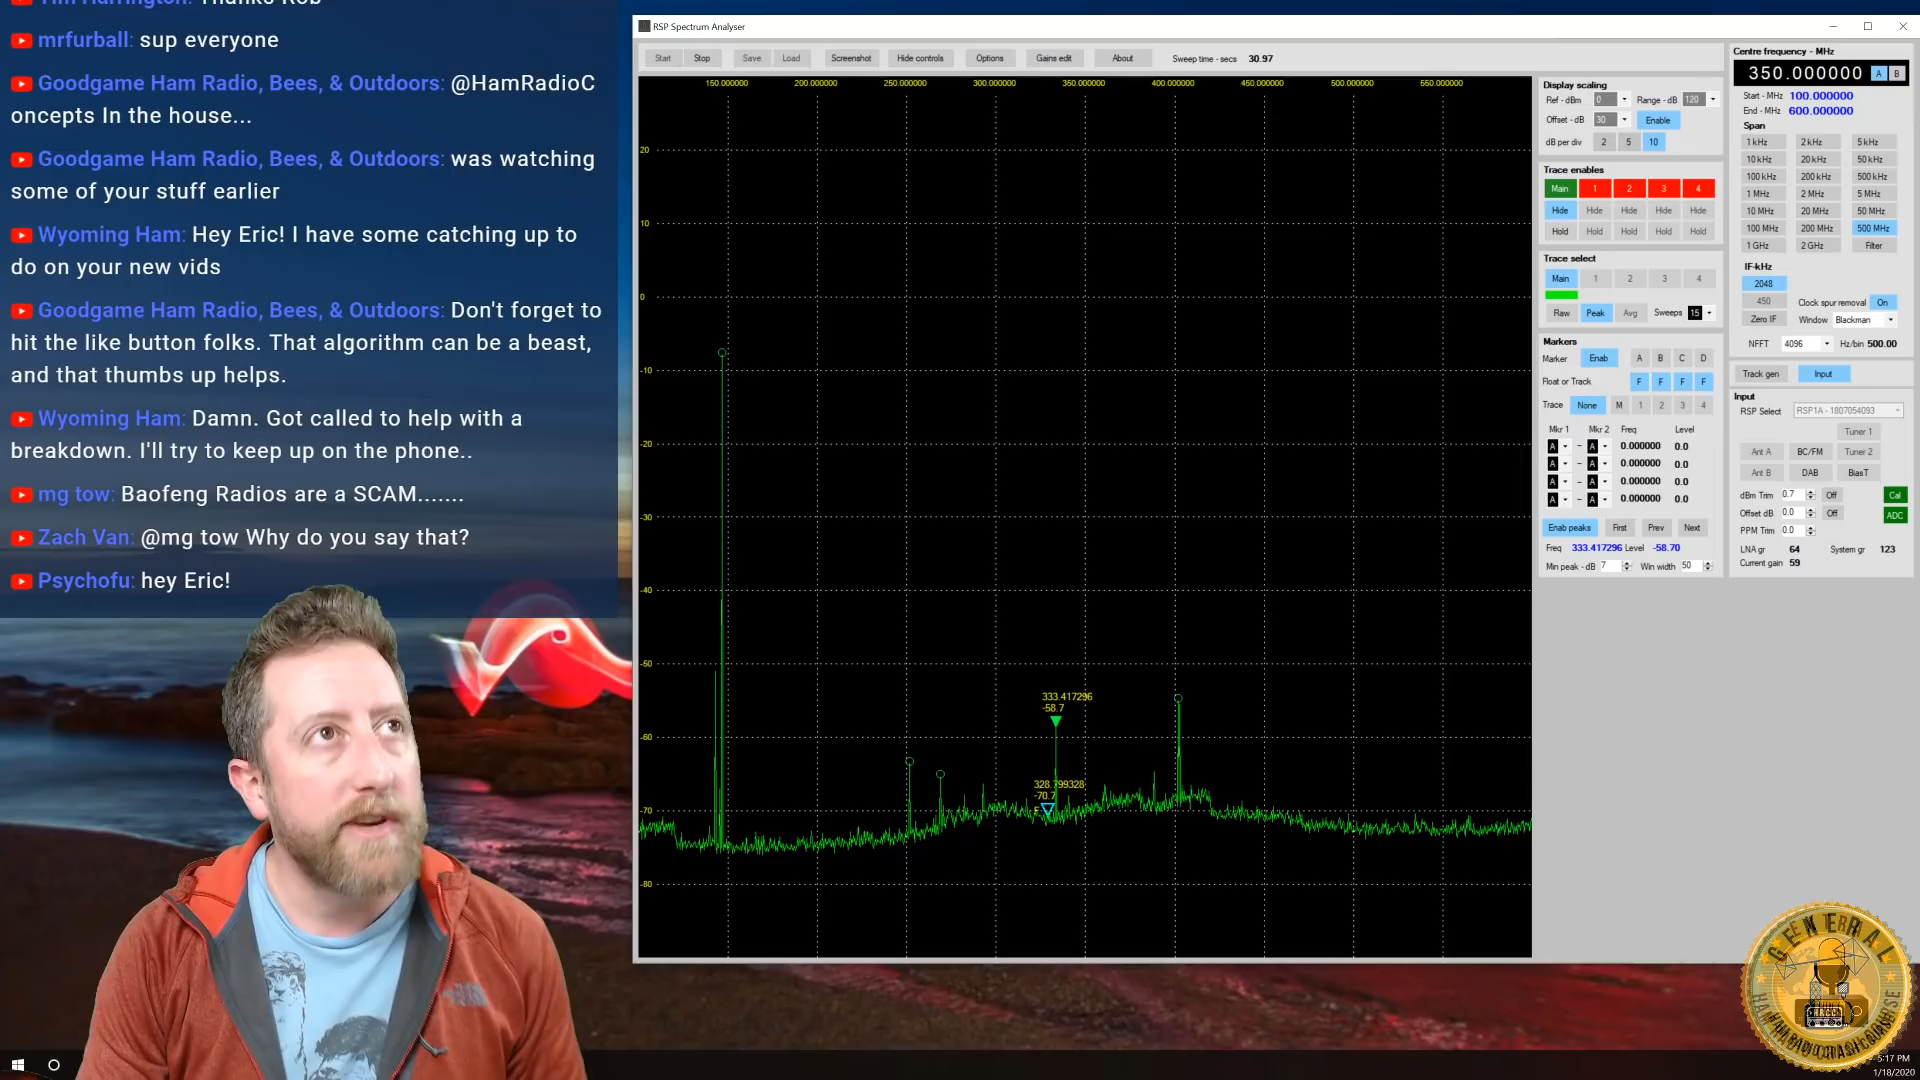 Tim Harrington: Thanks Rob
mrfurball: sup everyone
Goodgame Ham Radio, Bees, & Outdoors: @HamRadioC
oncepts In the house...
Goodgame Ham Radio, Bees, & Outdoors: was watching
some of your stuff earlier
Wyoming Ham: Hey Eric! I have some catching up to
do on your new vids
Goodgame Ham Radio, Bees, & Outdoors: Don't forget to
hit the like button folks. That algorithm can be a beast,
and that thumbs up helps.
Wyoming Ham: Damn. Got called to help with a
breakdown. I'll try to keep up on the phone..
mg tow: Baofeng Radios are a SCAM.......
Zach Van: @mg tow Why do you say that?
Psychofu: hey Eric!
RSP Spectrum Analyser
Start Stop Save Load Screenshot Hide controls Options Gains edit About Sweep time - secs 30.97
150.000000 200.000000 250.000000 300.000000 350.000000 400.000000 450.000000 500.000000 550.000000
20
10
0
-10
-20
-30
-40
-50
-60
-70
-80
333.417296
-58.7
328.799328
-70.7
Display scaling
Ref - dBm 0 Range - dB 120
Offset - dB 30 Enable
dB per div 2 5 10
Trace enables
Main 1 2 3 4
Hide Hide Hide Hide Hide
Hold Hold Hold Hold Hold
Trace select
Main 1 2 3 4
Raw Peak Avg Sweeps 15
Markers
Marker Enab A B C D
Float or Track F F F F
Trace None M 1 2 3 4
Mkr 1 Mkr 2 Freq Level
A - A 0.000000 0.0
A - A 0.000000 0.0
A - A 0.000000 0.0
A - A 0.000000 0.0
Enab peaks First Prev Next
Freq 333.417296 Level -58.70
Min peak - dB 7 Win width 50
Centre frequency - MHz
350.000000 A B
Start - MHz 100.000000
End - MHz 600.000000
Span
1 kHz 2 kHz 5 kHz
10 kHz 20 kHz 50 kHz
100 kHz 200 kHz 500 kHz
1 MHz 2 MHz 5 MHz
10 MHz 20 MHz 50 MHz
100 MHz 200 MHz 500 MHz
1 GHz 2 GHz Filter
IF-kHz
2048
450 Clock spur removal On
Zero IF Window Blackman
NFFT 4096 Hz/bin 500.00
Track gen Input
Input
RSP Select RSP1A - 1807054093
Tuner 1
Ant A BC/FM Tuner 2
Ant B DAB BiasT
dBm Trim 0.7 Off Cal
Offset dB 0.0 Off ADC
PPM Trim 0.0
LNA gr 64 System gr 123
Current gain 59
GENERAL
HAM RADIO CRASH COURSE
HRCC
5:17 PM
1/18/2020